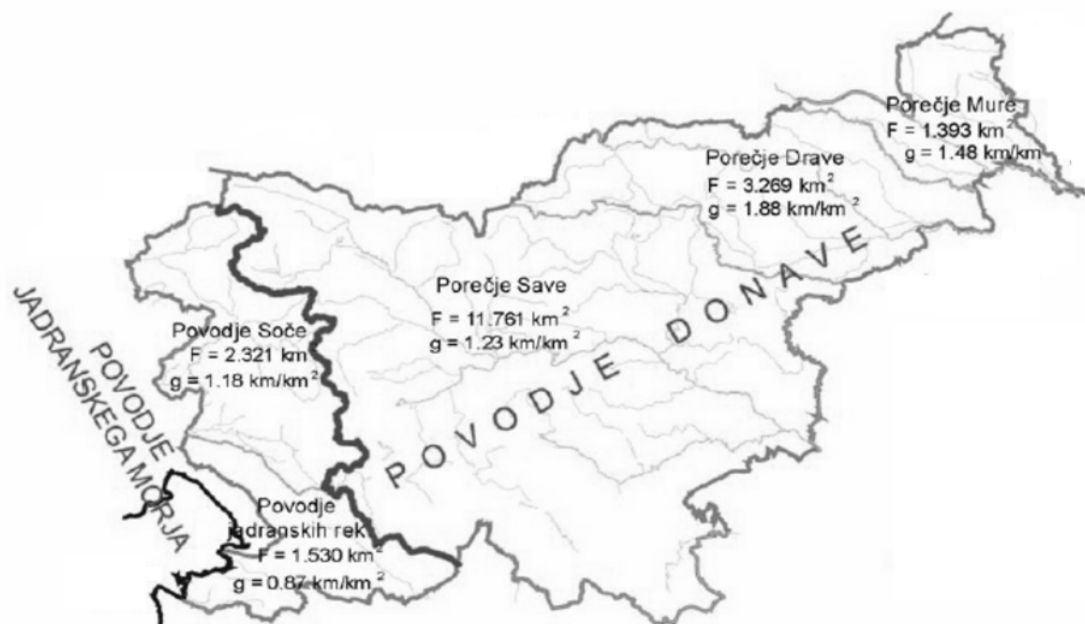 Porečje Mure
F = 1.393 km²
g = 1.48 km/km
Porečje Drave
F = 3.269 km²
g = 1.88 km/km²
Porečje Save
F = 11.761 km²
g = 1.23 km/km²
POVODJE DONAVE
Povodje Soče
F = 2.321 km
g = 1.18 km/km²
POVODJE
JADRANSKEGA MORJA
Povodje
jadranskih rek
F = 1.530 km²
g = 0.87 km/km²